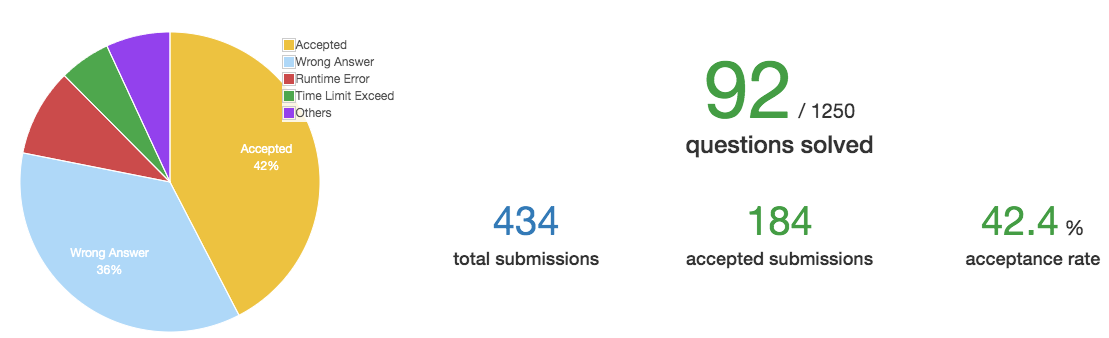 Accepted
Wrong Answer
Runtime Error
Time Limit Exceed
Others
Accepted
42%
Wrong Answer
36%
92 / 1250
questions solved
434
total submissions
184
accepted submissions
42.4 %
acceptance rate